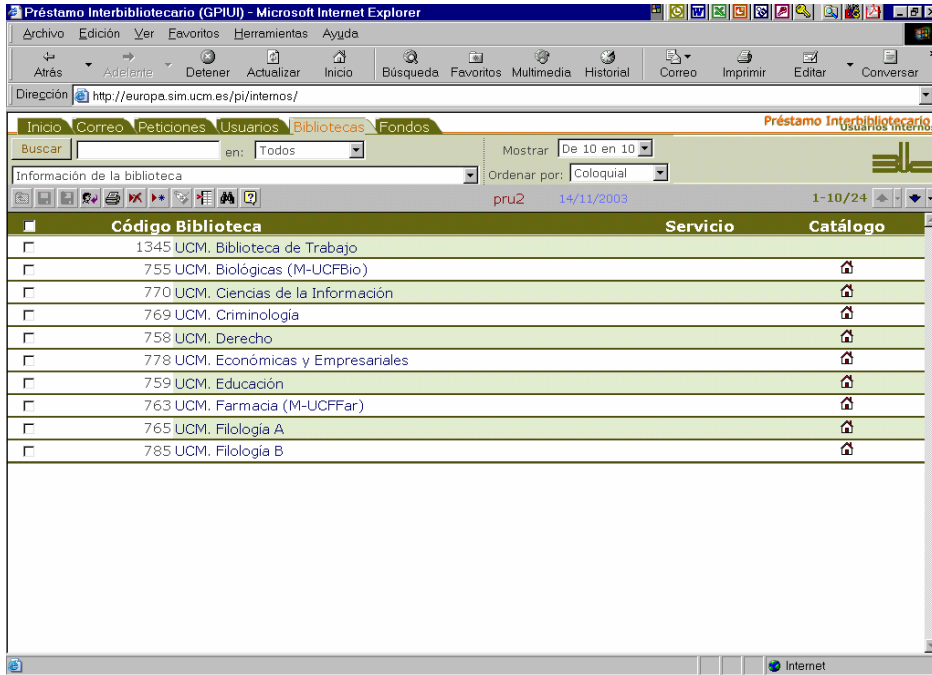 Préstamo Interbibliotecario (GPIUI) - Microsoft Internet Explorer
Archivo Edición Ver Favoritos Herramientas Ayuda
Atrás Adelante Detener Actualizar Inicio Búsqueda Favoritos Multimedia Historial Correo Imprimir Editar Conversar
Dirección http://europa.sim.ucm.es/pi/internos/
Inicio Correo Peticiones Usuarios Bibliotecas Fondos Préstamo Interbibliotecario
Usuarios internos
Buscar en: Todos Mostrar De 10 en 10
Información de la biblioteca Ordenar por: Coloquial
pru2 14/11/2003 1-10/24
Código Biblioteca Servicio Catálogo
1345 UCM. Biblioteca de Trabajo
755 UCM. Biológicas (M-UCFBio)
770 UCM. Ciencias de la Información
769 UCM. Criminología
758 UCM. Derecho
778 UCM. Económicas y Empresariales
759 UCM. Educación
763 UCM. Farmacia (M-UCFFar)
765 UCM. Filología A
785 UCM. Filología B
Internet